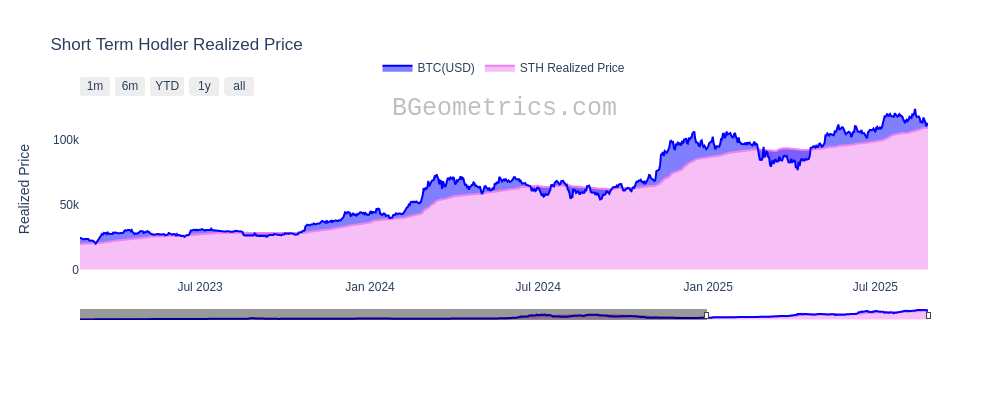 Short Term Hodler Realized Price
BTC(USD) STH Realized Price
1m 6m YTD 1y all
BGeometrics.com
Realized Price
100k
50k
0
Jul 2023 Jan 2024 Jul 2024 Jan 2025 Jul 2025